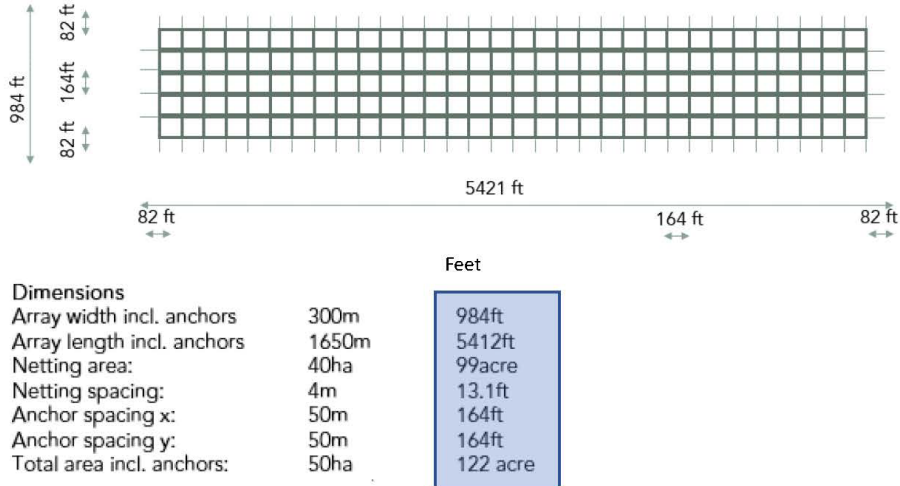 82 ft
984 ft
164ft
82 ft
5421 ft
82 ft
164 ft
82 ft
Feet
Dimensions
Array width incl. anchors 300m 984ft
Array length incl. anchors 1650m 5412ft
Netting area: 40ha 99acre
Netting spacing: 4m 13.1ft
Anchor spacing x: 50m 164ft
Anchor spacing y: 50m 164ft
Total area incl. anchors: 50ha 122 acre